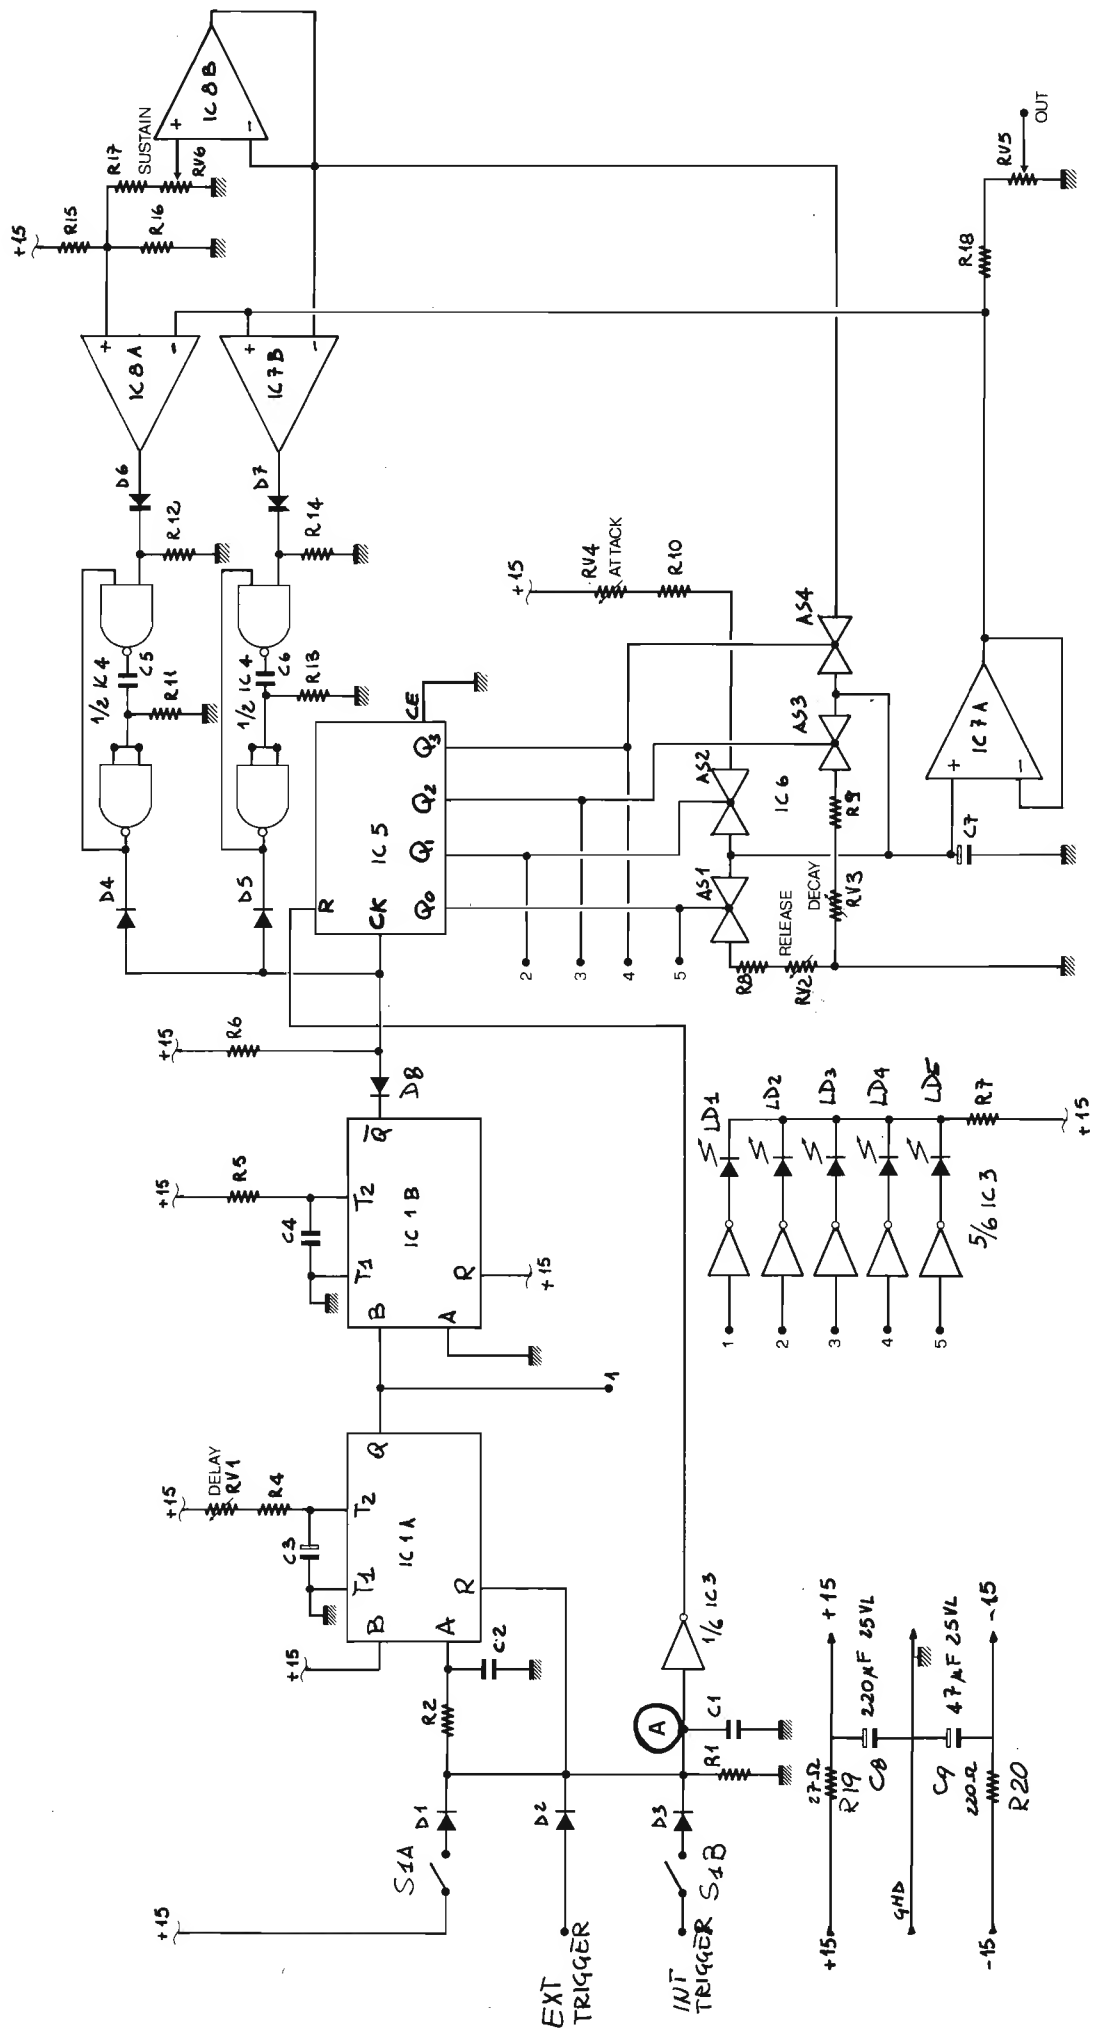 +15
R15
R17
SUSTAIN
+
IC8B
-
R16
RV6
+
IC8A
-
+
IC7B
-
D6
R12
D7
R14
1/2 IC4
C5
R11
1/2 IC4
C6
R13
D4
D5
+15
RV4
ATTACK
R10
R
CK
IC5
CE
Q0
Q1
Q2
Q3
AS4
AS3
AS2
AS1
IC6
R9
RELEASE
DECAY
R8
RV2
RV3
2
3
4
5
+
IC7A
-
C7
R18
RV5
OUT
+15
R6
D8
+15
R5
C4
T1
T2
B
IC1B
Q
A
R
+15
1
+15
DELAY
RV1
R4
C3
T1
T2
B
IC1A
Q
A
R
+15
R2
C2
S1A
D1
+15
EXT
TRIGGER
D2
INT
TRIGGER
S1B
D3
A
R1
C1
1/6 IC3
1
2
3
4
5
LD1
LD2
LD3
LD4
LD5
5/6 IC3
R7
+15
+15
27Ω
R19
C8
220µF 25VL
+15
GND
C9
47µF 25VL
220Ω
R20
-15
-15